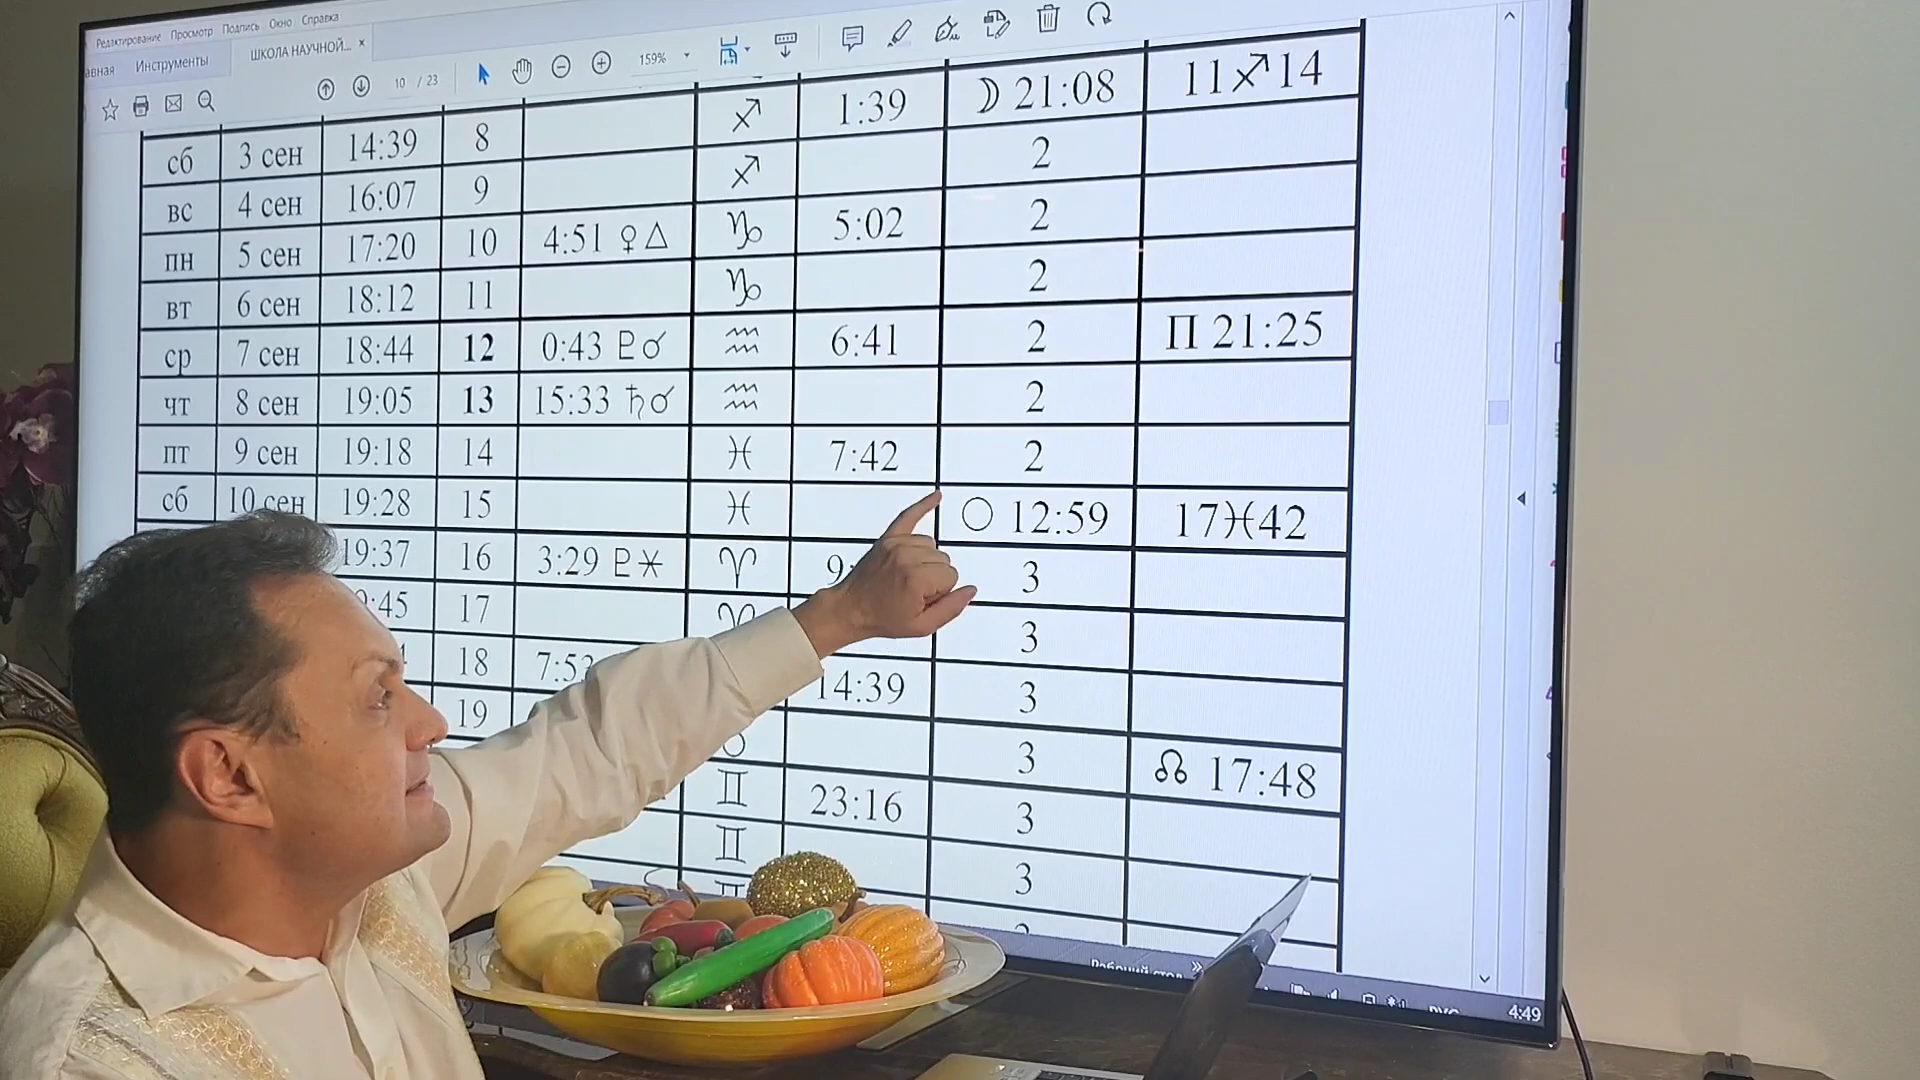 Редактирование Просмотр Подпись Окно Справка
авная Инструменты ШКОЛА НАУЧНОЙ... ×
10 / 23 159%
♐ 1:39 ☽ 21:08 11♐14
сб 3 сен 14:39 8 ♐ 2
вс 4 сен 16:07 9 ♑ 5:02 2
пн 5 сен 17:20 10 4:51 ♀△ ♑ 2
вт 6 сен 18:12 11 ♒ 6:41 2 П 21:25
ср 7 сен 18:44 12 0:43 ♇☌ ♒ 2
чт 8 сен 19:05 13 15:33 ♄☌ ♓ 7:42 2
пт 9 сен 19:18 14 ♓ ○ 12:59 17♓42
сб 10 сен 19:28 15 ♈ 3
19:37 16 3:29 ♇⚹ ♈ 3
:45 17 14:39 3
18 3 ☊ 17:48
19 ♊ 23:16 3
♊ 3
Рабочий стол »
4:49